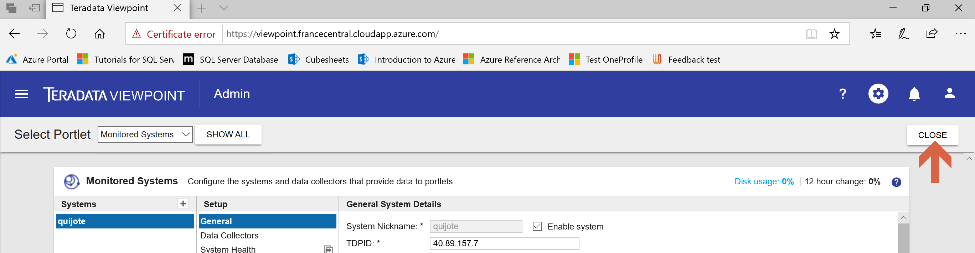 Teradata Viewpoint
Certificate error https://viewpoint.francecentral.cloudapp.azure.com/
Azure Portal Tutorials for SQL Serv SQL Server Database Cubesheets Introduction to Azure Azure Reference Arch Test OneProfile Feedback test
TERADATA VIEWPOINT Admin ?
Select Portlet Monitored Systems SHOW ALL CLOSE
Monitored Systems Configure the systems and data collectors that provide data to portlets Disk usage: 0% 12 hour change: 0% ?
Systems + Setup General System Details
quijote General System Nickname: * quijote Enable system
Data Collectors TDPID: * 40.89.157.7
System Health